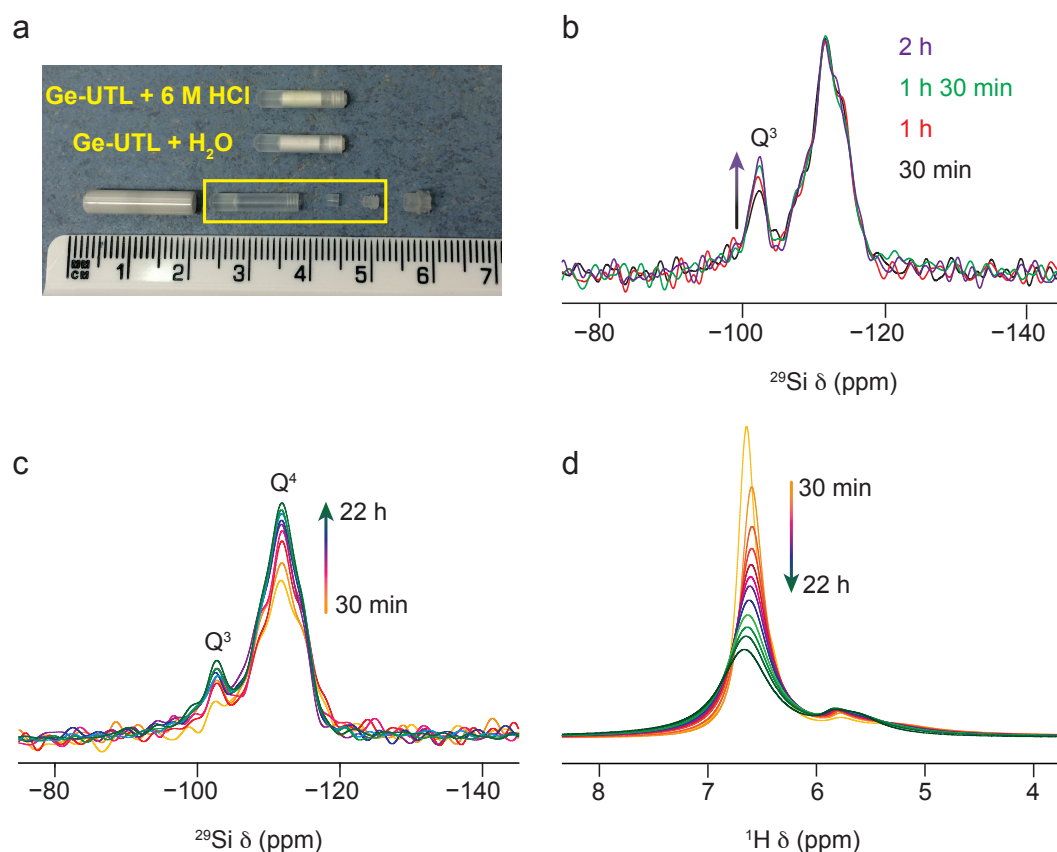 a
Ge-UTL + 6 M HCl
Ge-UTL + H₂O
MM
CM
1 2 3 4 5 6 7
b
2 h
1 h 30 min
1 h
30 min
Q³
−80 −100 −120 −140
²⁹Si δ (ppm)
c
Q⁴
22 h
30 min
Q³
−80 −100 −120 −140
²⁹Si δ (ppm)
d
30 min
22 h
8 7 6 5 4
¹H δ (ppm)